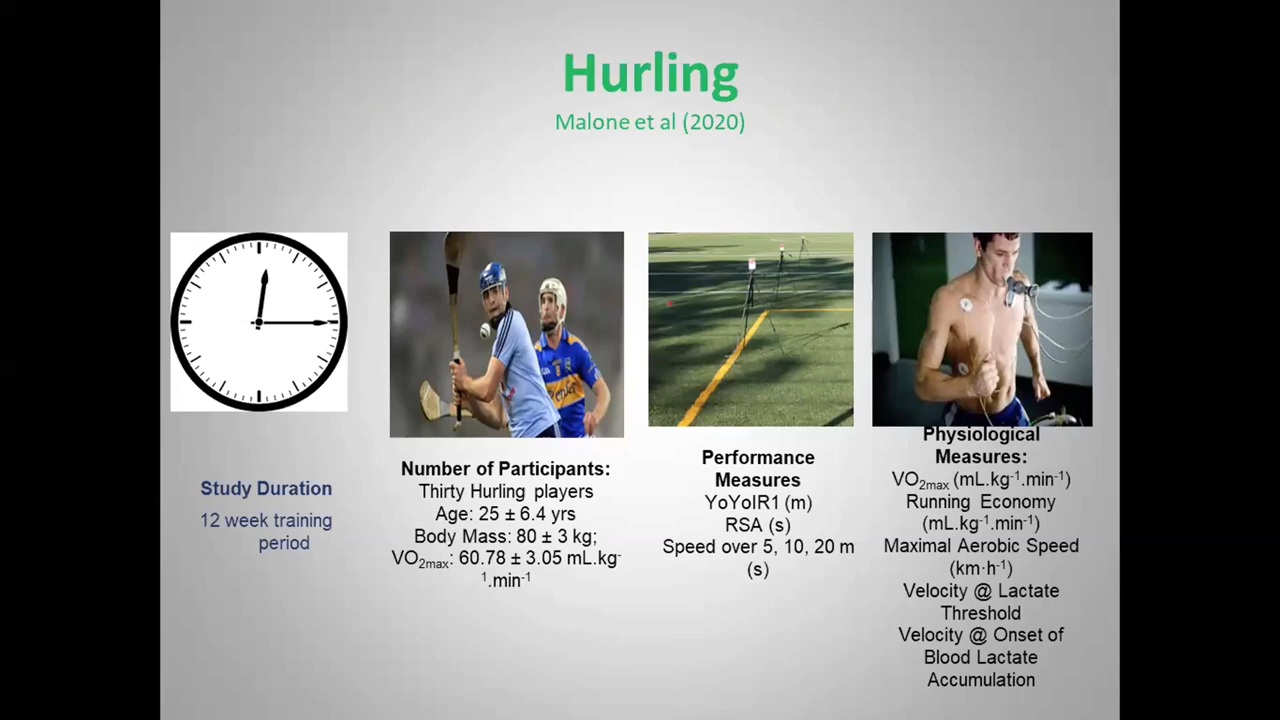 Hurling
Malone et al (2020)
Study Duration
12 week training
period
Number of Participants:
Thirty Hurling players
Age: 25 ± 6.4 yrs
Body Mass: 80 ± 3 kg;
VO2max: 60.78 ± 3.05 mL.kg-
1.min-1
Performance
Measures
YoYoIR1 (m)
RSA (s)
Speed over 5, 10, 20 m
(s)
Physiological
Measures:
VO2max (mL.kg-1.min-1)
Running Economy
(mL.kg-1.min-1)
Maximal Aerobic Speed
(km·h-1)
Velocity @ Lactate
Threshold
Velocity @ Onset of
Blood Lactate
Accumulation